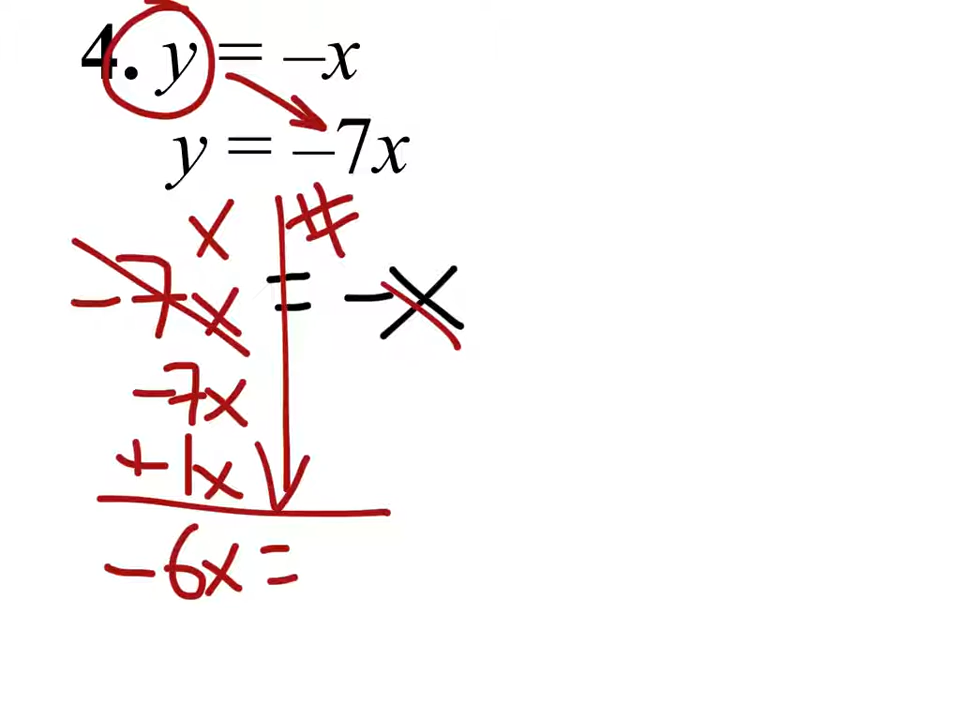 4. y = –x
y = –7x
x #
–7x = –x
–7x
+1x
–6x =